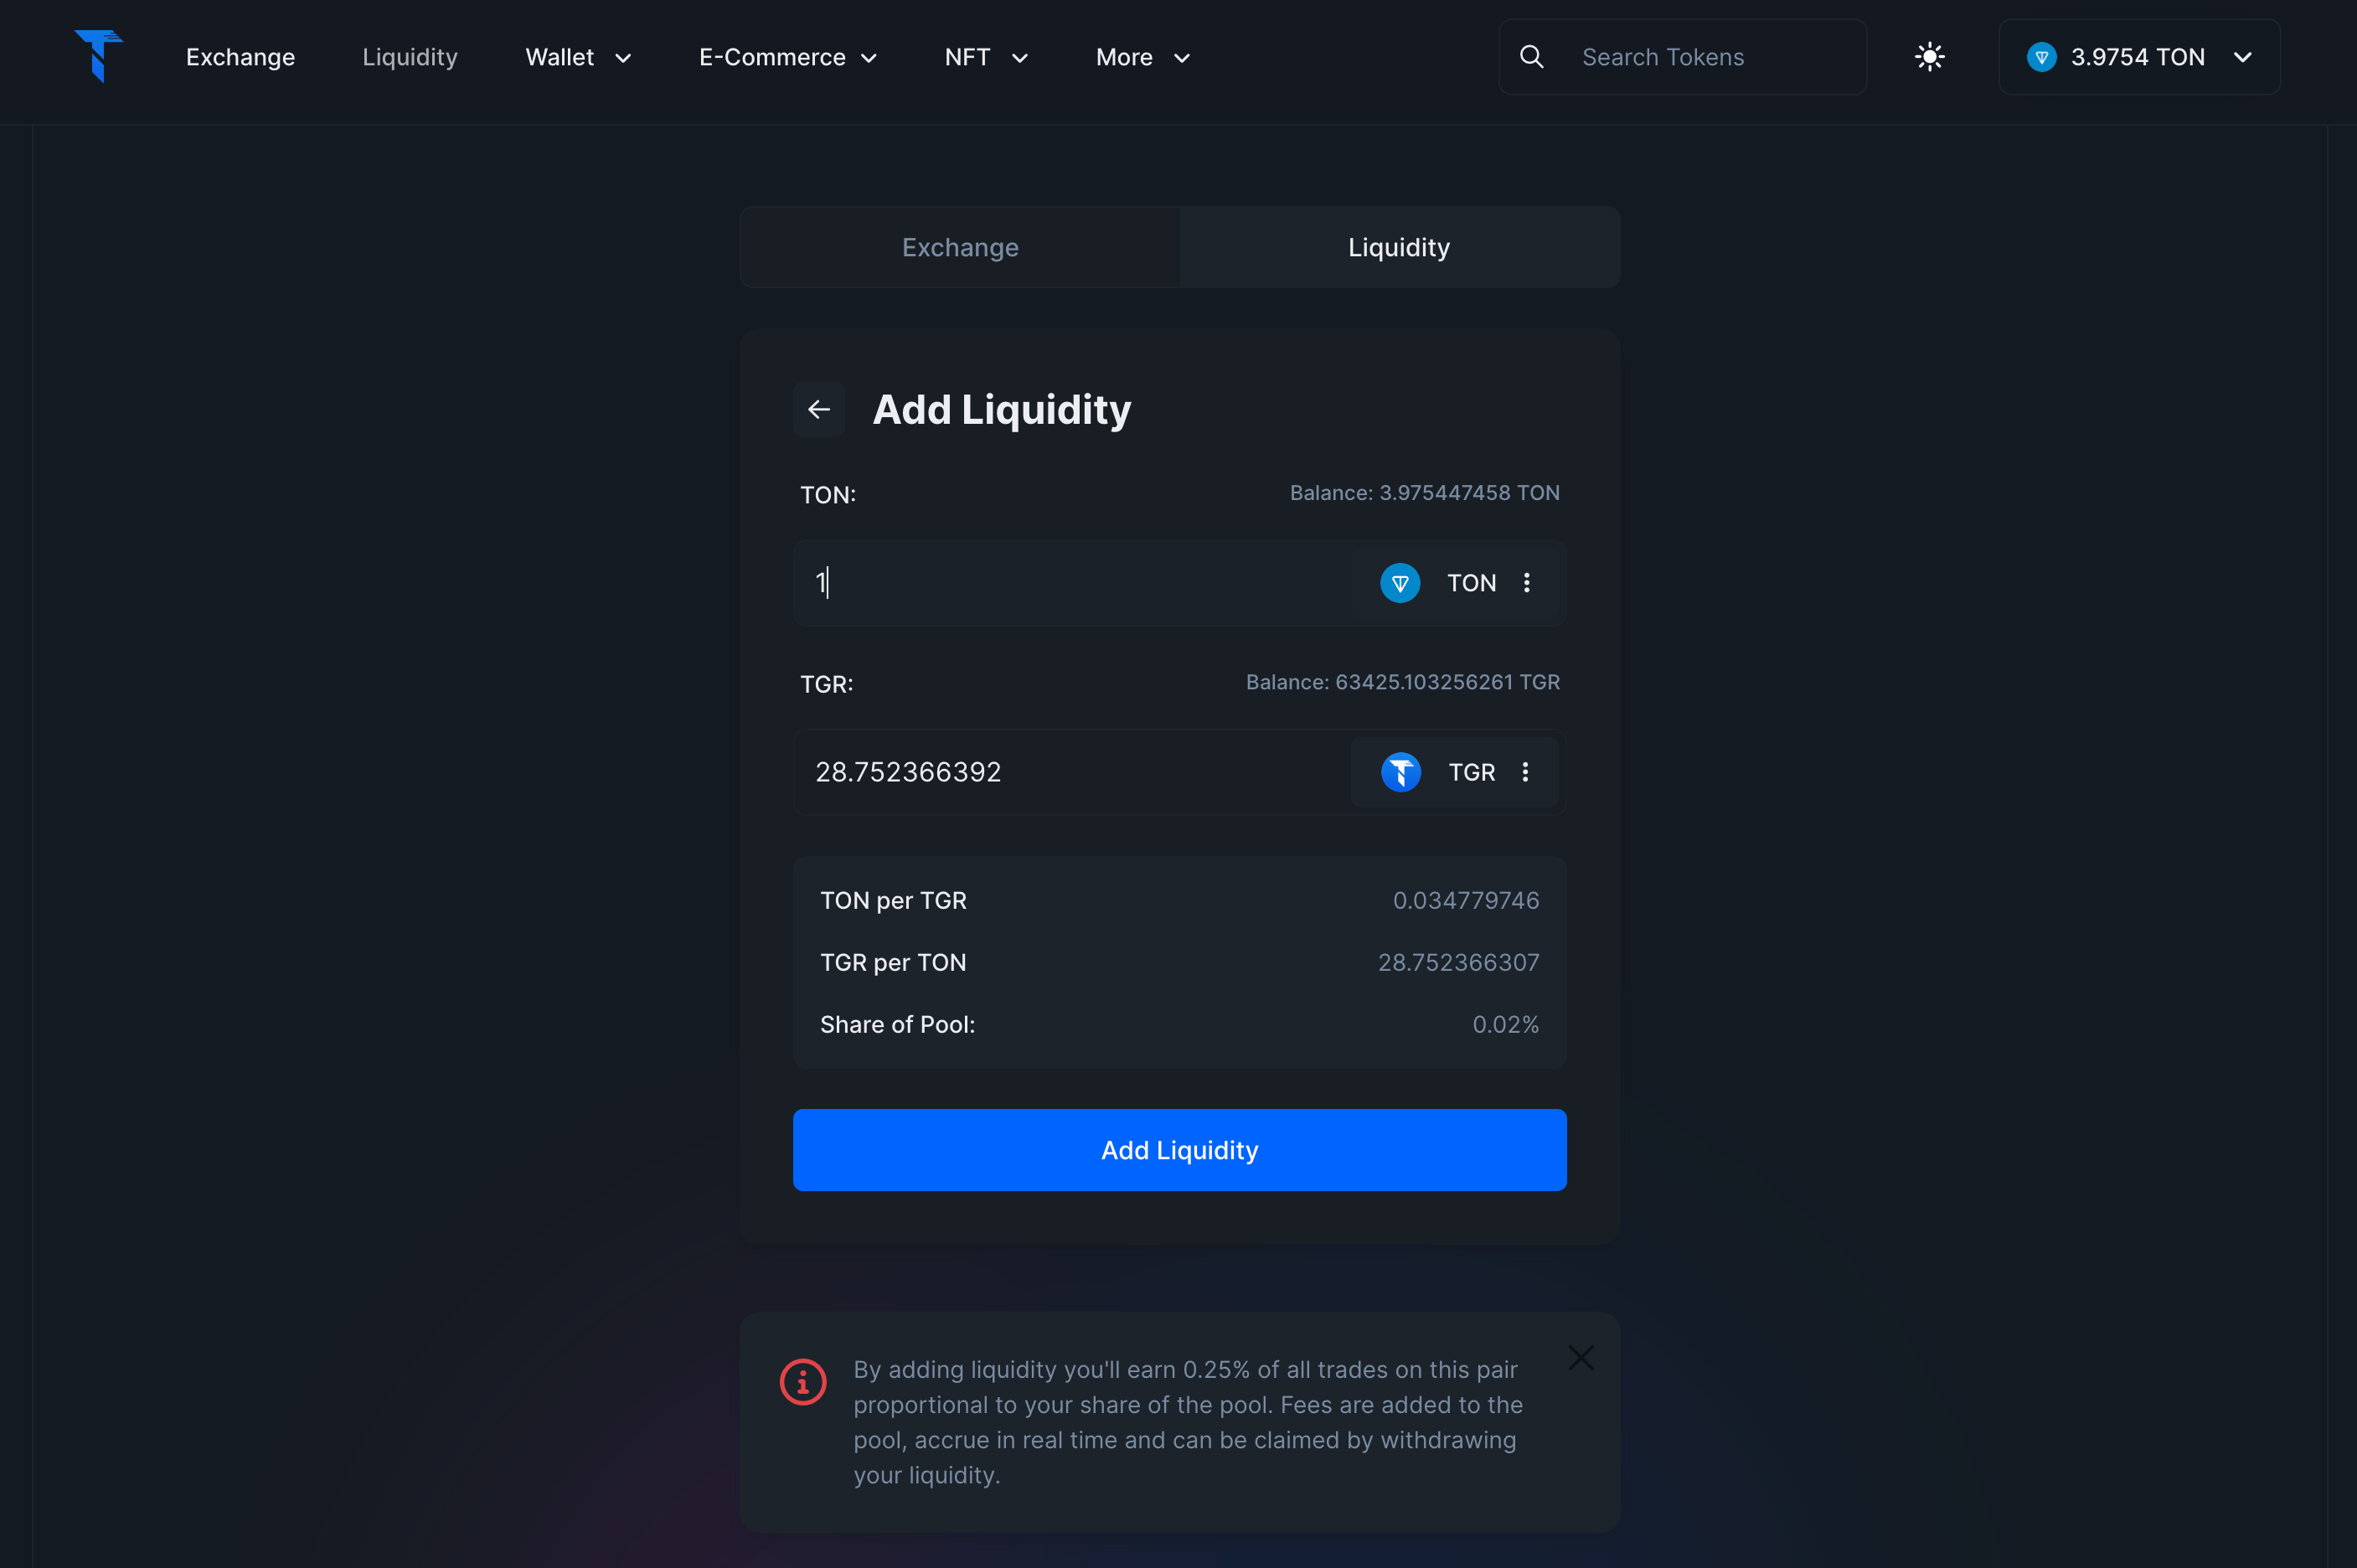 Exchange Liquidity Wallet E-Commerce NFT More Search Tokens 3.9754 TON
Exchange Liquidity
Add Liquidity
TON: Balance: 3.975447458 TON
1 TON
TGR: Balance: 63425.103256261 TGR
28.752366392 TGR
TON per TGR 0.034779746
TGR per TON 28.752366307
Share of Pool: 0.02%
Add Liquidity
By adding liquidity you'll earn 0.25% of all trades on this pair
proportional to your share of the pool. Fees are added to the
pool, accrue in real time and can be claimed by withdrawing
your liquidity.